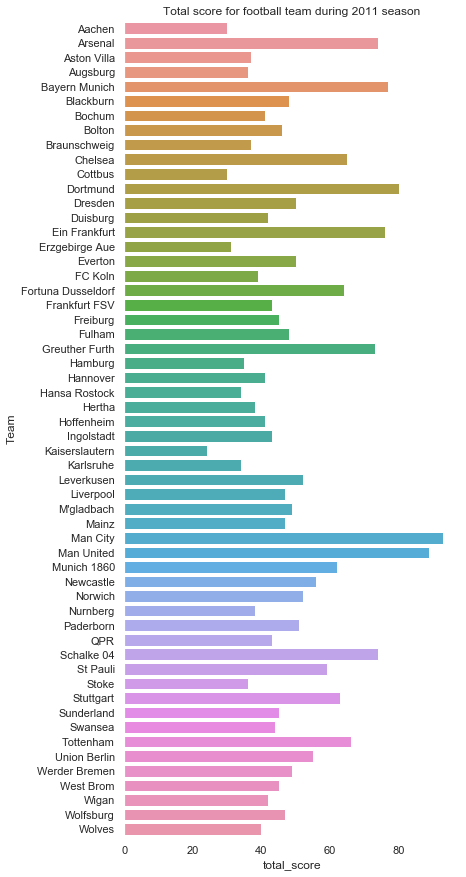 Total score for football team during 2011 season
Aachen
Arsenal
Aston Villa
Augsburg
Bayern Munich
Blackburn
Bochum
Bolton
Braunschweig
Chelsea
Cottbus
Dortmund
Dresden
Duisburg
Ein Frankfurt
Erzgebirge Aue
Everton
FC Koln
Fortuna Dusseldorf
Frankfurt FSV
Freiburg
Fulham
Greuther Furth
Hamburg
Hannover
Hansa Rostock
Hertha
Hoffenheim
Ingolstadt
Kaiserslautern
Karlsruhe
Leverkusen
Liverpool
M'gladbach
Mainz
Man City
Man United
Munich 1860
Newcastle
Norwich
Nurnberg
Paderborn
QPR
Schalke 04
St Pauli
Stoke
Stuttgart
Sunderland
Swansea
Tottenham
Union Berlin
Werder Bremen
West Brom
Wigan
Wolfsburg
Wolves
Team
0 20 40 60 80
total_score